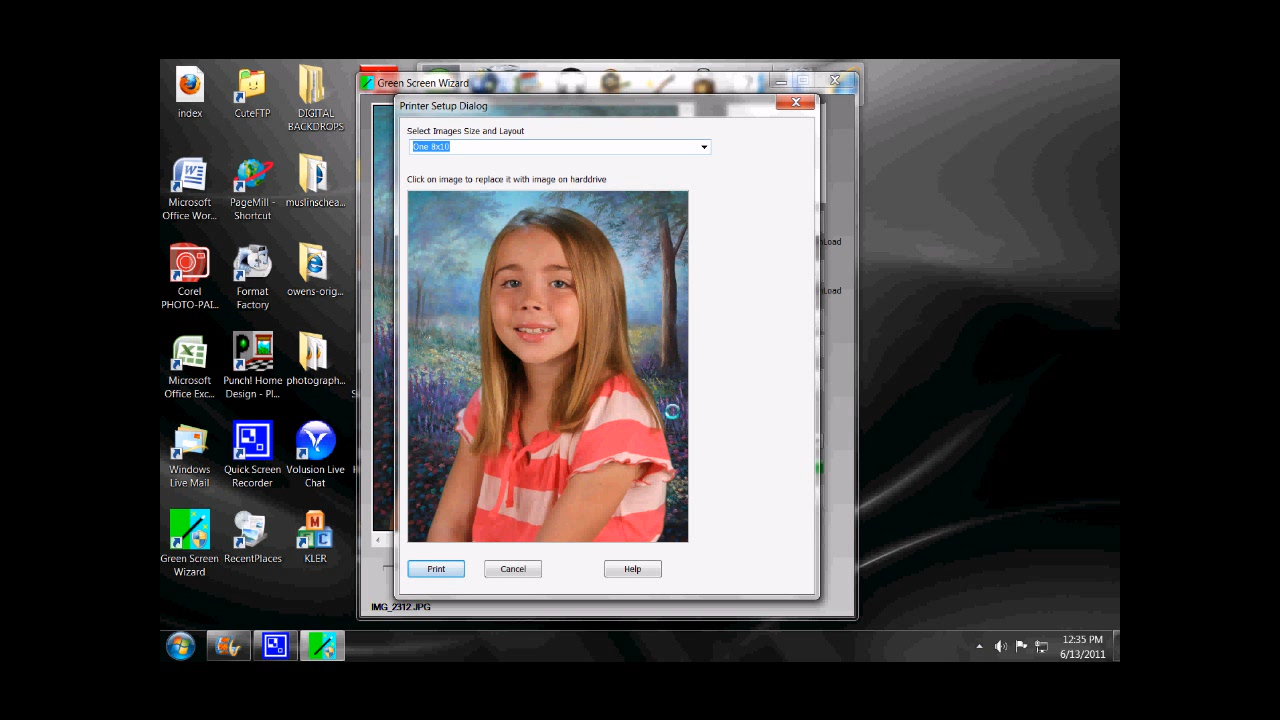 Green Screen Wizard
Printer Setup Dialog
Select Images Size and Layout
One 8x10
Click on image to replace it with image on harddrive
Print
Cancel
Help
IMG_2312.JPG
Load
Load
index
CuteFTP
DIGITAL
BACKDROPS
Microsoft
Office Wor...
PageMill -
Shortcut
muslinschea...
Corel
PHOTO-PAI...
Format
Factory
owens-orig...
Microsoft
Office Exc...
Punch! Home
Design - Pl...
photograph...
Windows
Live Mail
Quick Screen
Recorder
Volusion Live
Chat
Green Screen
Wizard
RecentPlaces
M
C
KLER
12:35 PM
6/13/2011